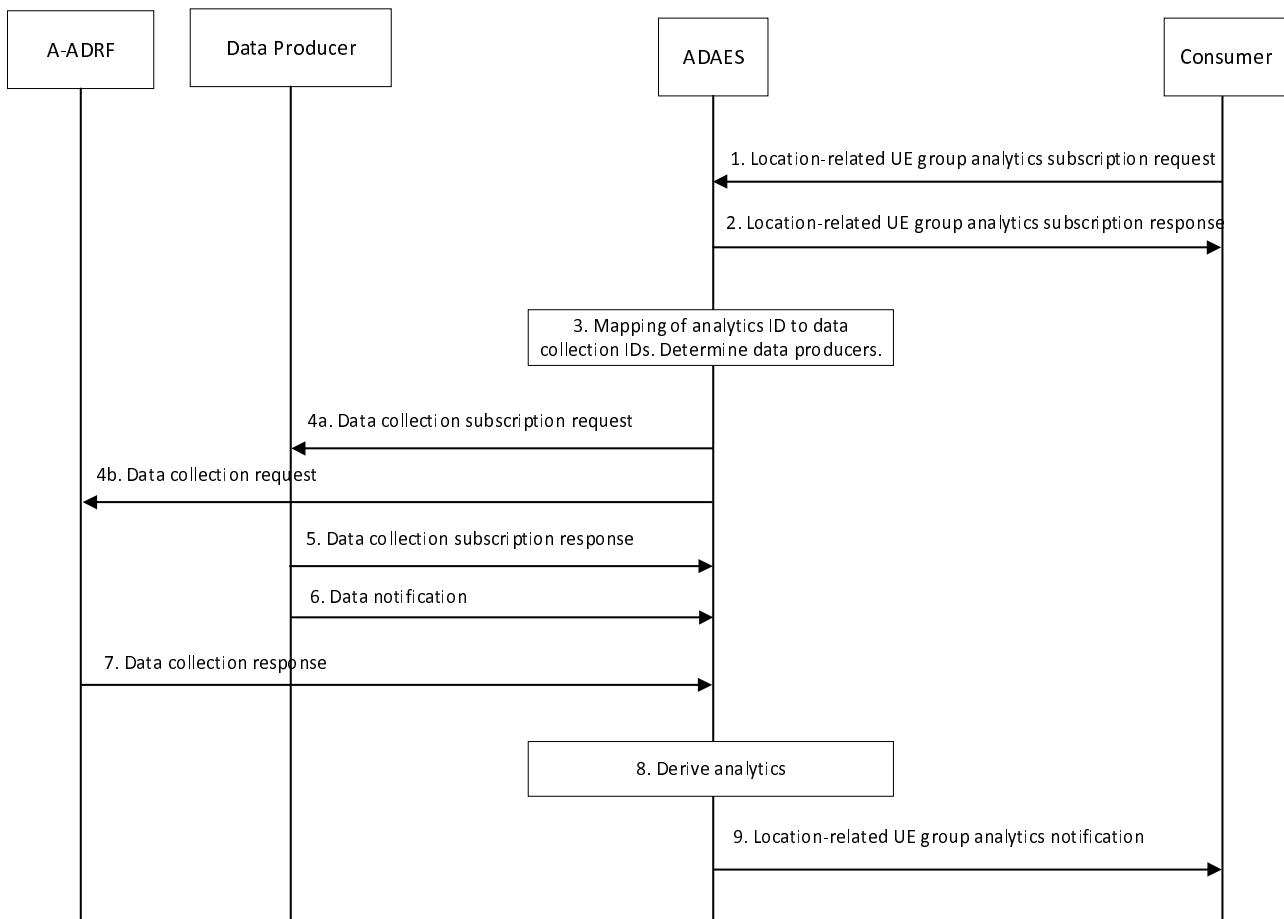 A-ADRF
Data Producer
ADAES
Consumer
1. Location-related UE group analytics subscription request
2. Location-related UE group analytics subscription response
3. Mapping of analytics ID to data
collection IDs. Determine data producers.
4a. Data collection subscription request
4b. Data collection request
5. Data collection subscription response
6. Data notification
7. Data collection response
8. Derive analytics
9. Location-related UE group analytics notification